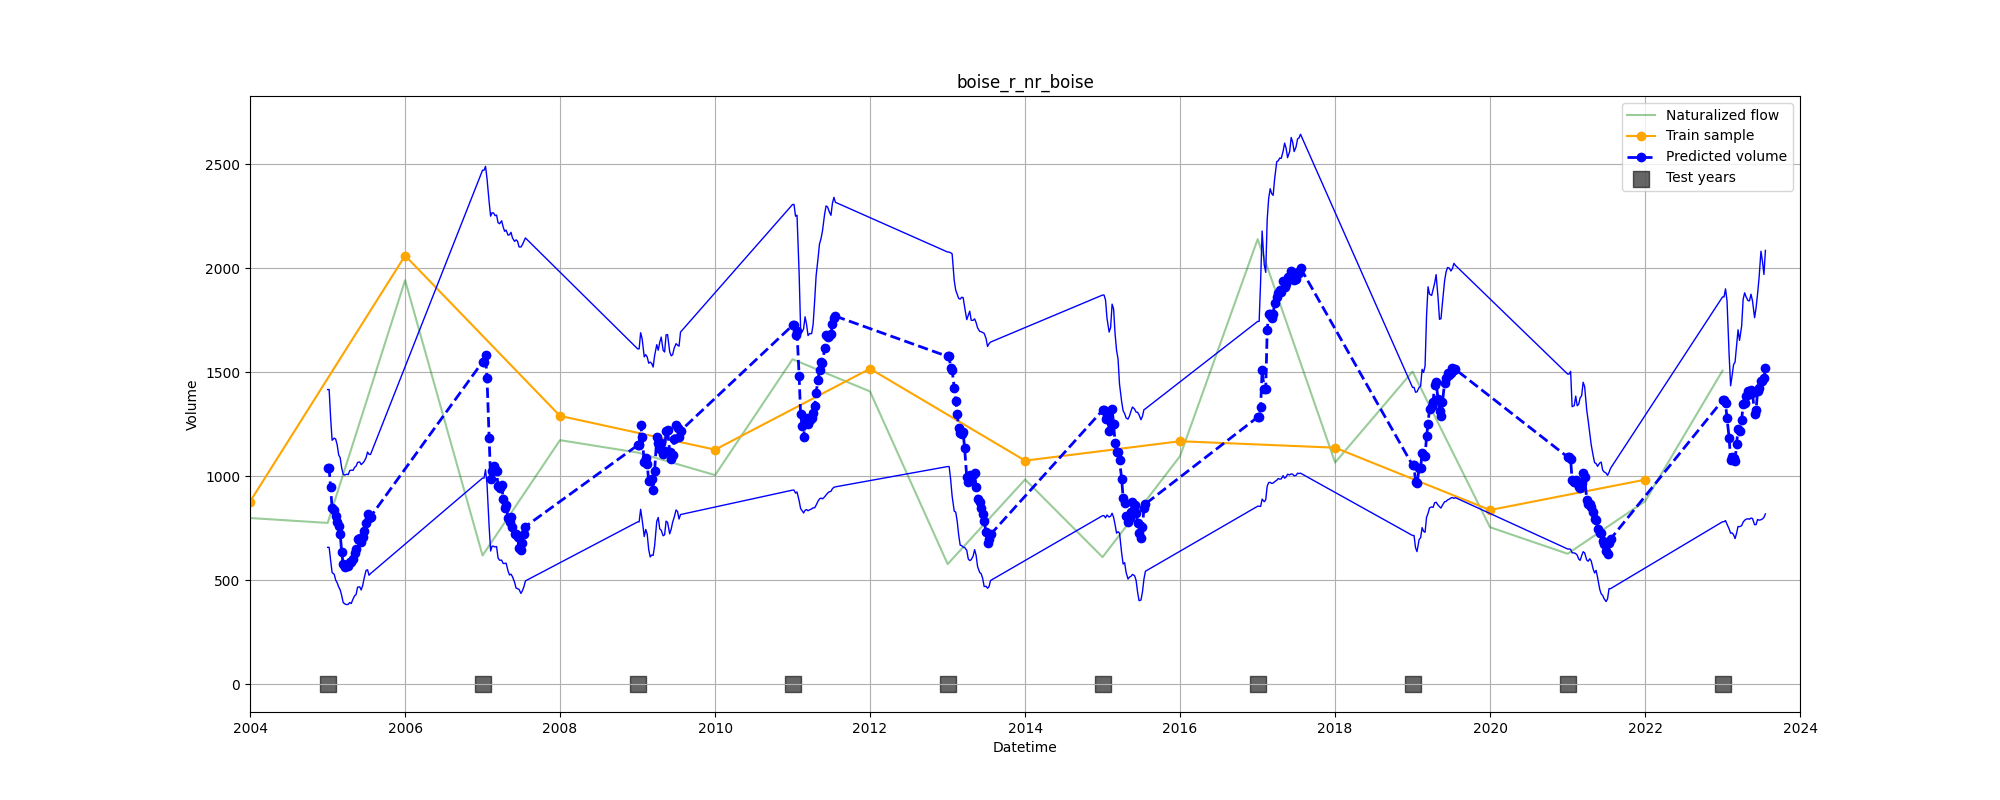 boise_r_nr_boise
Naturalized flow
Train sample
Predicted volume
Test years
Volume
2500
2000
1500
1000
500
0
2004 2006 2008 2010 2012 2014 2016 2018 2020 2022 2024
Datetime